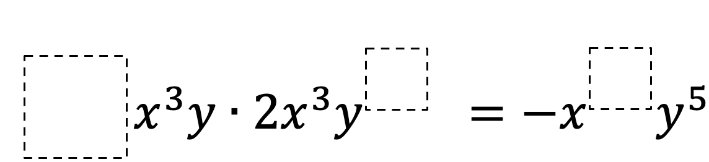 □x³y · 2x³y^□ = −x^□y⁵